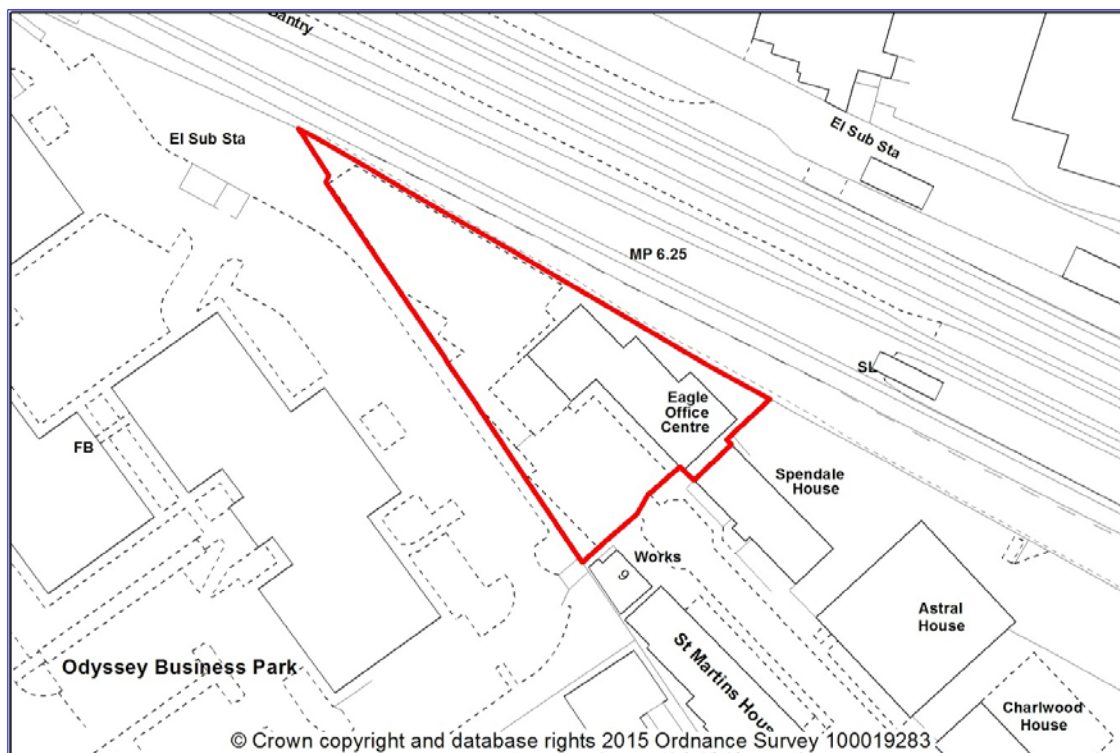 Gantry
El Sub Sta
El Sub Sta
MP 6.25
SL
Eagle
Office
Centre
FB
Spendale
House
Works
9
Astral
House
Odyssey Business Park
St Martins Hous
Charlwood
House
© Crown copyright and database rights 2015 Ordnance Survey 100019283